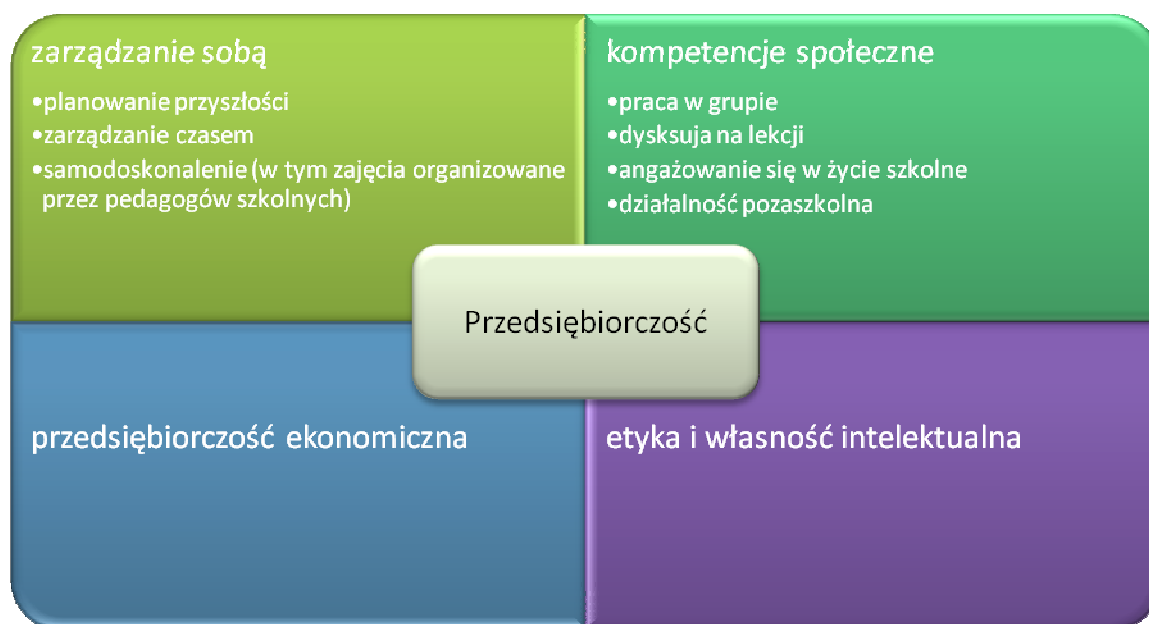 zarządzanie sobą
•planowanie przyszłości
•zarządzanie czasem
•samodoskonalenie (w tym zajęcia organizowane
przez pedagogów szkolnych)
kompetencje społeczne
•praca w grupie
•dysksuja na lekcji
•angażowanie się w życie szkolne
•działalność pozaszkolna
Przedsiębiorczość
przedsiębiorczość ekonomiczna
etyka i własność intelektualna